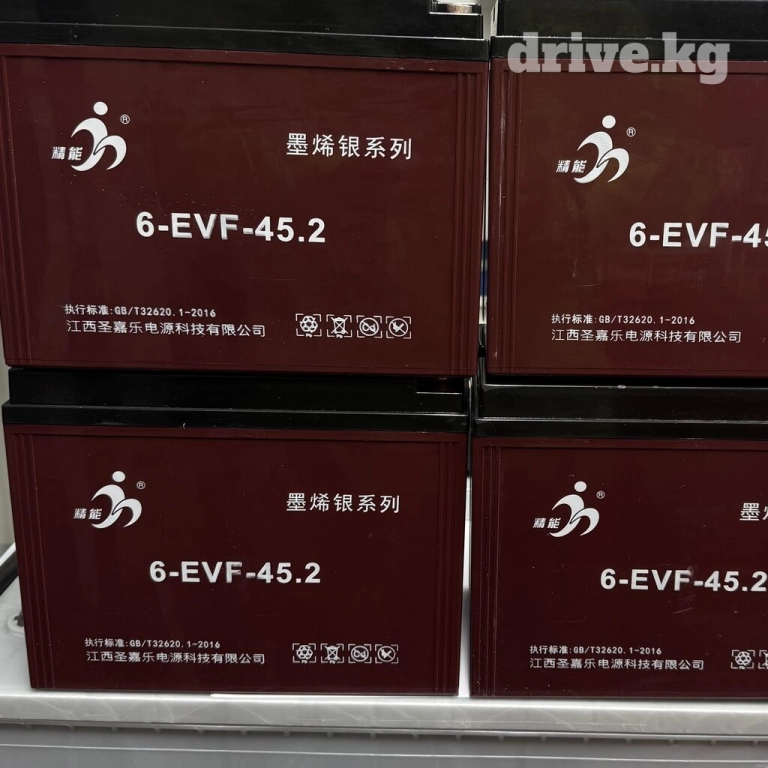 drive.kg
精能 ®
墨烯银系列
6-EVF-45.2
执行标准:GB/T32620.1-2016
江西圣嘉乐电源科技有限公司
精能 ®
6-EVF-45
执行标准:GB/T32620.1-2016
江西圣嘉乐电源科技有限公司
精能 ®
墨烯银系列
6-EVF-45.2
执行标准:GB/T32620.1-2016
江西圣嘉乐电源科技有限公司
精能 ®
墨
6-EVF-45.2
执行标准:GB/T32620.1-2016
江西圣嘉乐电源科技有限公司